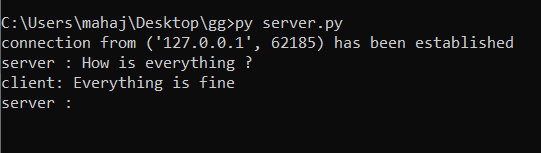 C:\Users\mahaj\Desktop\gg>py server.py
connection from ('127.0.0.1', 62185) has been established
server : How is everything ?
client: Everything is fine
server :